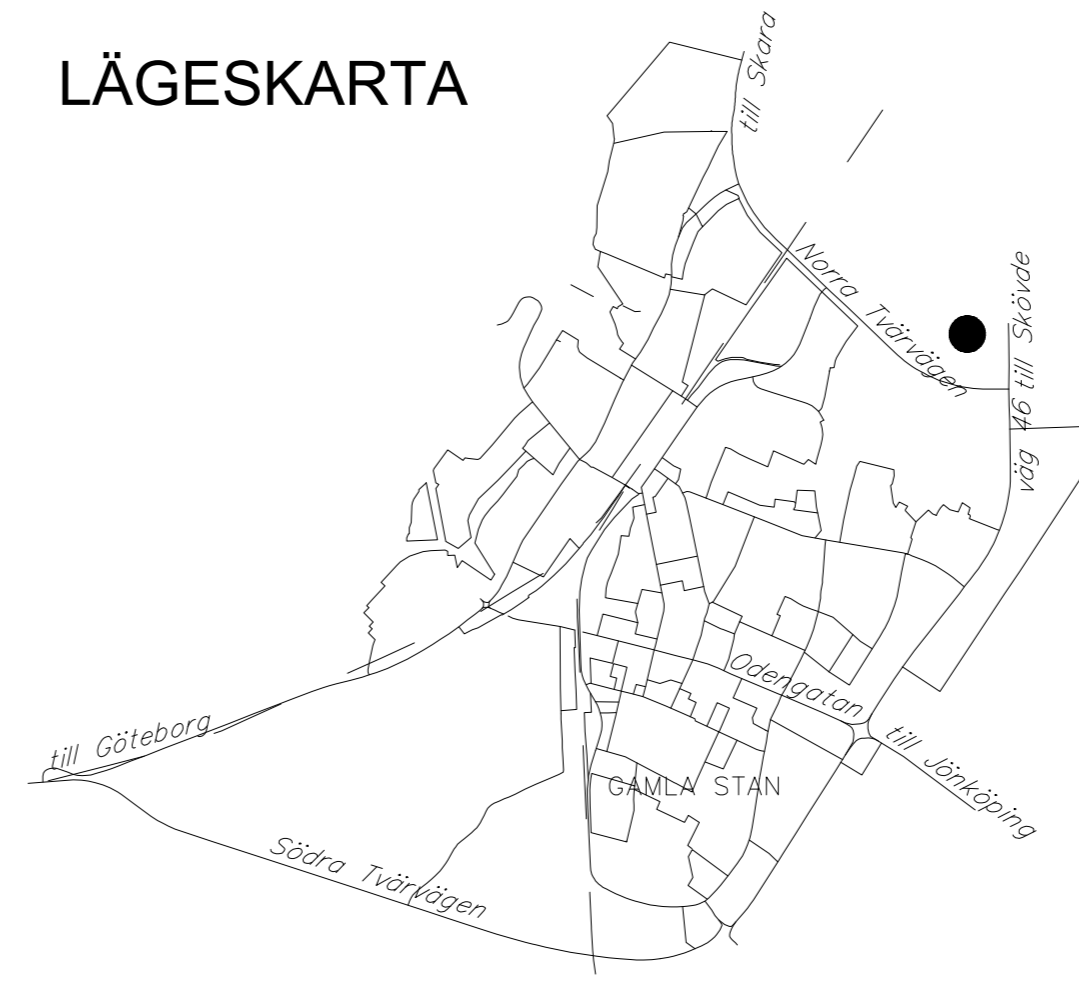 LÄGESKARTA
till Skara
Norra Tvärvägen
väg 46 till Skövde
Odengatan
till Göteborg
till Jönköping
GAMLA STAN
Södra Tvärvägen